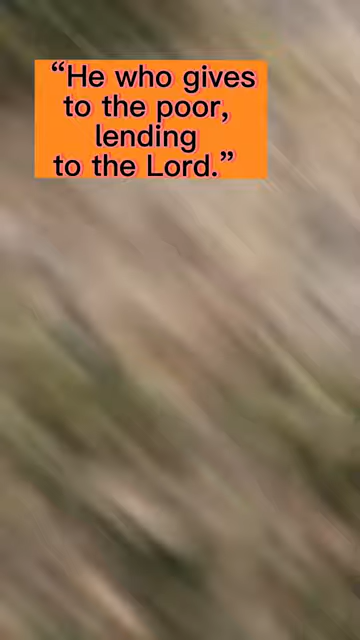 “He who gives
to the poor,
lending
to the Lord.”